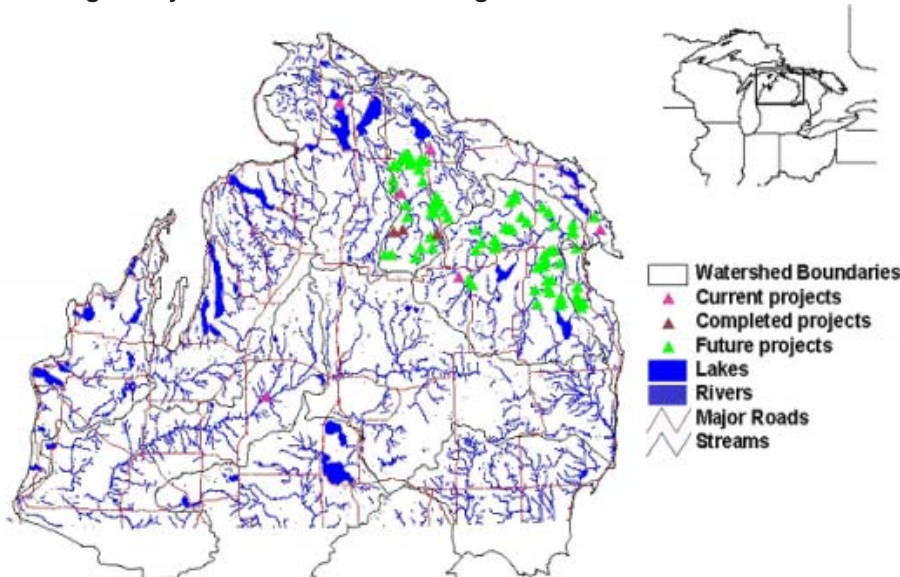 Watershed Boundaries
Current projects
Completed projects
Future projects
Lakes
Rivers
Major Roads
Streams